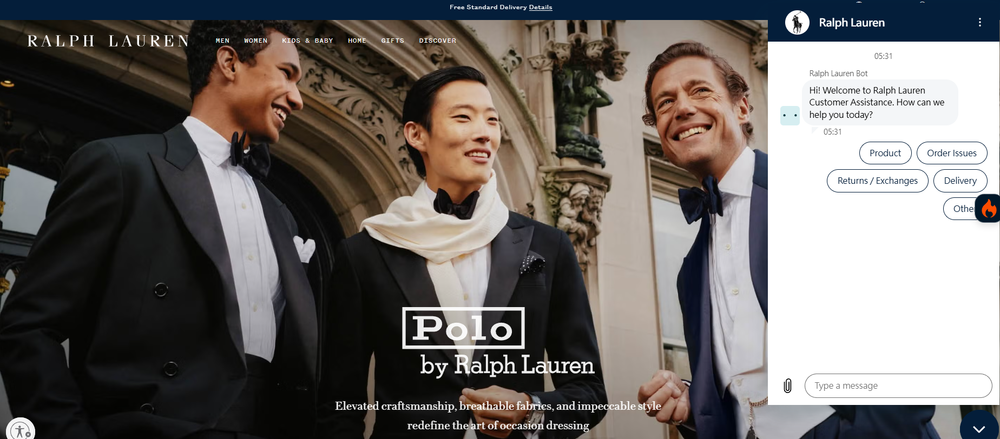 Free Standard Delivery Details
RALPH LAUREN
MEN WOMEN KIDS & BABY HOME GIFTS DISCOVER
Polo
by Ralph Lauren
Elevated craftsmanship, breathable fabrics, and impeccable style
redefine the art of occasion dressing
Ralph Lauren
05:31
Ralph Lauren Bot
Hi! Welcome to Ralph Lauren
Customer Assistance. How can we
help you today?
05:31
Product Order Issues
Returns / Exchanges Delivery
Othe
Type a message